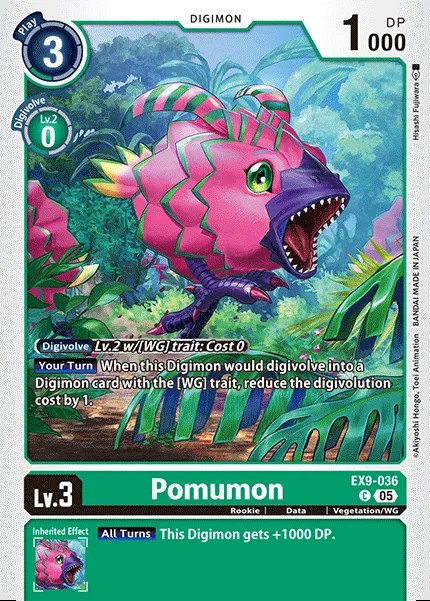 DIGIMON
Play
3
1000
DP
Digivolve
Lv.2
0
Hisashi Fujiwara
©Akiyoshi Hongo, Toei Animation BANDAI MADE IN JAPAN
Digivolve Lv.2 w/[WG] trait: Cost 0
Your Turn When this Digimon would digivolve into a
Digimon card with the [WG] trait, reduce the digivolution
cost by 1.
Lv.3
Pomumon
EX9-036
C 05
Rookie | Data | Vegetation/WG
Inherited Effect
All Turns This Digimon gets +1000 DP.